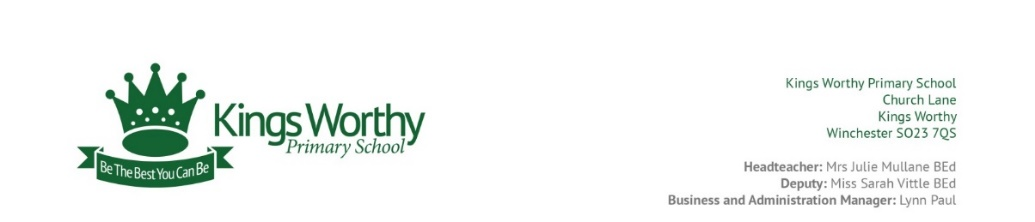 Kings Worthy
Primary School
Be The Best You Can Be
Kings Worthy Primary School
Church Lane
Kings Worthy
Winchester SO23 7QS
Headteacher: Mrs Julie Mullane BEd
Deputy: Miss Sarah Vittle BEd
Business and Administration Manager: Lynn Paul